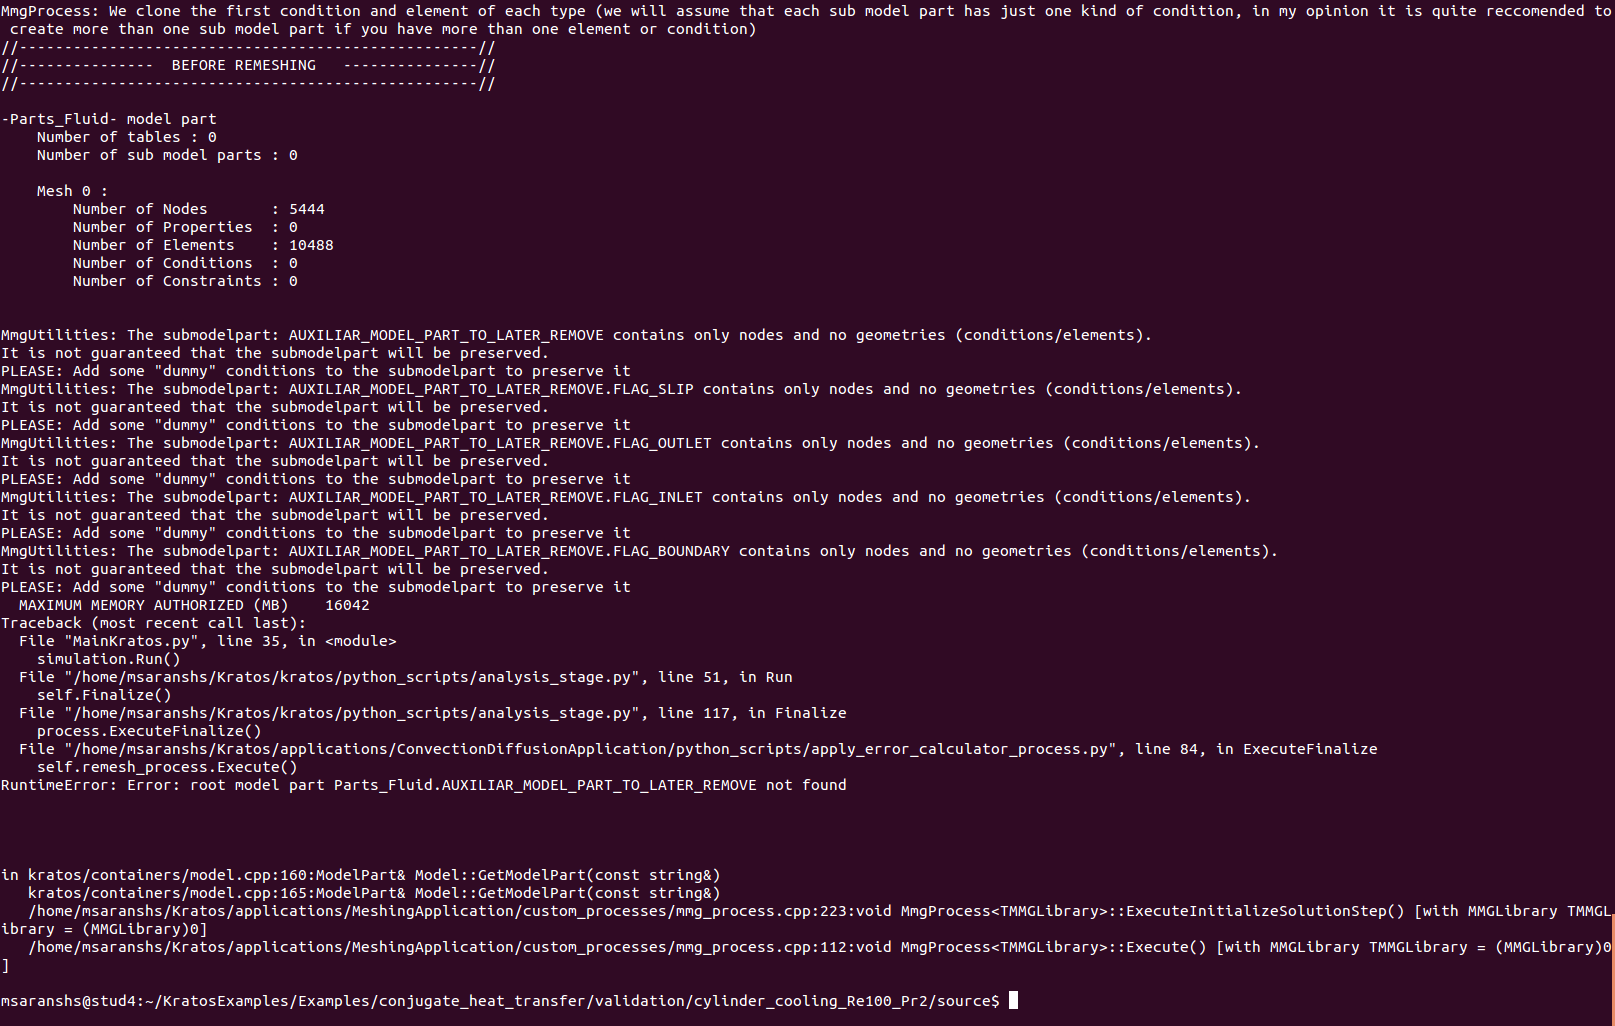 MmgProcess: We clone the first condition and element of each type (we will assume that each sub model part has just one kind of condition, in my opinion it is quite reccomended to
 create more than one sub model part if you have more than one element or condition)
//---------------------------------------------------//
//---------------  BEFORE REMESHING   ---------------//
//---------------------------------------------------//
-Parts_Fluid- model part
    Number of tables : 0
    Number of sub model parts : 0
    Mesh 0 :
        Number of Nodes       : 5444
        Number of Properties  : 0
        Number of Elements    : 10488
        Number of Conditions  : 0
        Number of Constraints : 0
MmgUtilities: The submodelpart: AUXILIAR_MODEL_PART_TO_LATER_REMOVE contains only nodes and no geometries (conditions/elements).
It is not guaranteed that the submodelpart will be preserved.
PLEASE: Add some "dummy" conditions to the submodelpart to preserve it
MmgUtilities: The submodelpart: AUXILIAR_MODEL_PART_TO_LATER_REMOVE.FLAG_SLIP contains only nodes and no geometries (conditions/elements).
It is not guaranteed that the submodelpart will be preserved.
PLEASE: Add some "dummy" conditions to the submodelpart to preserve it
MmgUtilities: The submodelpart: AUXILIAR_MODEL_PART_TO_LATER_REMOVE.FLAG_OUTLET contains only nodes and no geometries (conditions/elements).
It is not guaranteed that the submodelpart will be preserved.
PLEASE: Add some "dummy" conditions to the submodelpart to preserve it
MmgUtilities: The submodelpart: AUXILIAR_MODEL_PART_TO_LATER_REMOVE.FLAG_INLET contains only nodes and no geometries (conditions/elements).
It is not guaranteed that the submodelpart will be preserved.
PLEASE: Add some "dummy" conditions to the submodelpart to preserve it
MmgUtilities: The submodelpart: AUXILIAR_MODEL_PART_TO_LATER_REMOVE.FLAG_BOUNDARY contains only nodes and no geometries (conditions/elements).
It is not guaranteed that the submodelpart will be preserved.
PLEASE: Add some "dummy" conditions to the submodelpart to preserve it
  MAXIMUM MEMORY AUTHORIZED (MB)    16042
Traceback (most recent call last):
  File "MainKratos.py", line 35, in <module>
    simulation.Run()
  File "/home/msaranshs/Kratos/kratos/python_scripts/analysis_stage.py", line 51, in Run
    self.Finalize()
  File "/home/msaranshs/Kratos/kratos/python_scripts/analysis_stage.py", line 117, in Finalize
    process.ExecuteFinalize()
  File "/home/msaranshs/Kratos/applications/ConvectionDiffusionApplication/python_scripts/apply_error_calculator_process.py", line 84, in ExecuteFinalize
    self.remesh_process.Execute()
RuntimeError: Error: root model part Parts_Fluid.AUXILIAR_MODEL_PART_TO_LATER_REMOVE not found
in kratos/containers/model.cpp:160:ModelPart& Model::GetModelPart(const string&)
   kratos/containers/model.cpp:165:ModelPart& Model::GetModelPart(const string&)
   /home/msaranshs/Kratos/applications/MeshingApplication/custom_processes/mmg_process.cpp:223:void MmgProcess<TMMGLibrary>::ExecuteInitializeSolutionStep() [with MMGLibrary TMMGL
ibrary = (MMGLibrary)0]
   /home/msaranshs/Kratos/applications/MeshingApplication/custom_processes/mmg_process.cpp:112:void MmgProcess<TMMGLibrary>::Execute() [with MMGLibrary TMMGLibrary = (MMGLibrary)0
]
msaranshs@stud4:~/KratosExamples/Examples/conjugate_heat_transfer/validation/cylinder_cooling_Re100_Pr2/source$